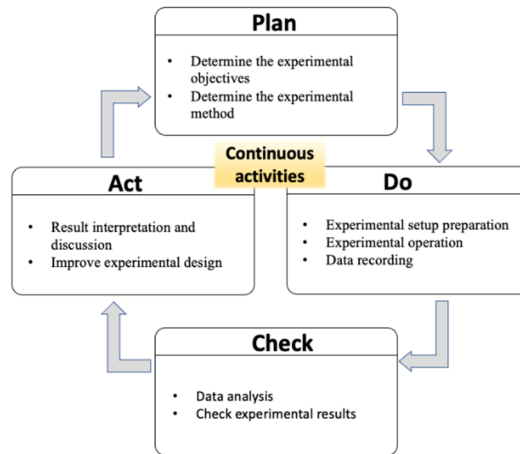 Plan
• Determine the experimental
objectives
• Determine the experimental
method
Continuous
activities
Act
• Result interpretation and
discussion
• Improve experimental design
Do
• Experimental setup preparation
• Experimental operation
• Data recording
Check
• Data analysis
• Check experimental results